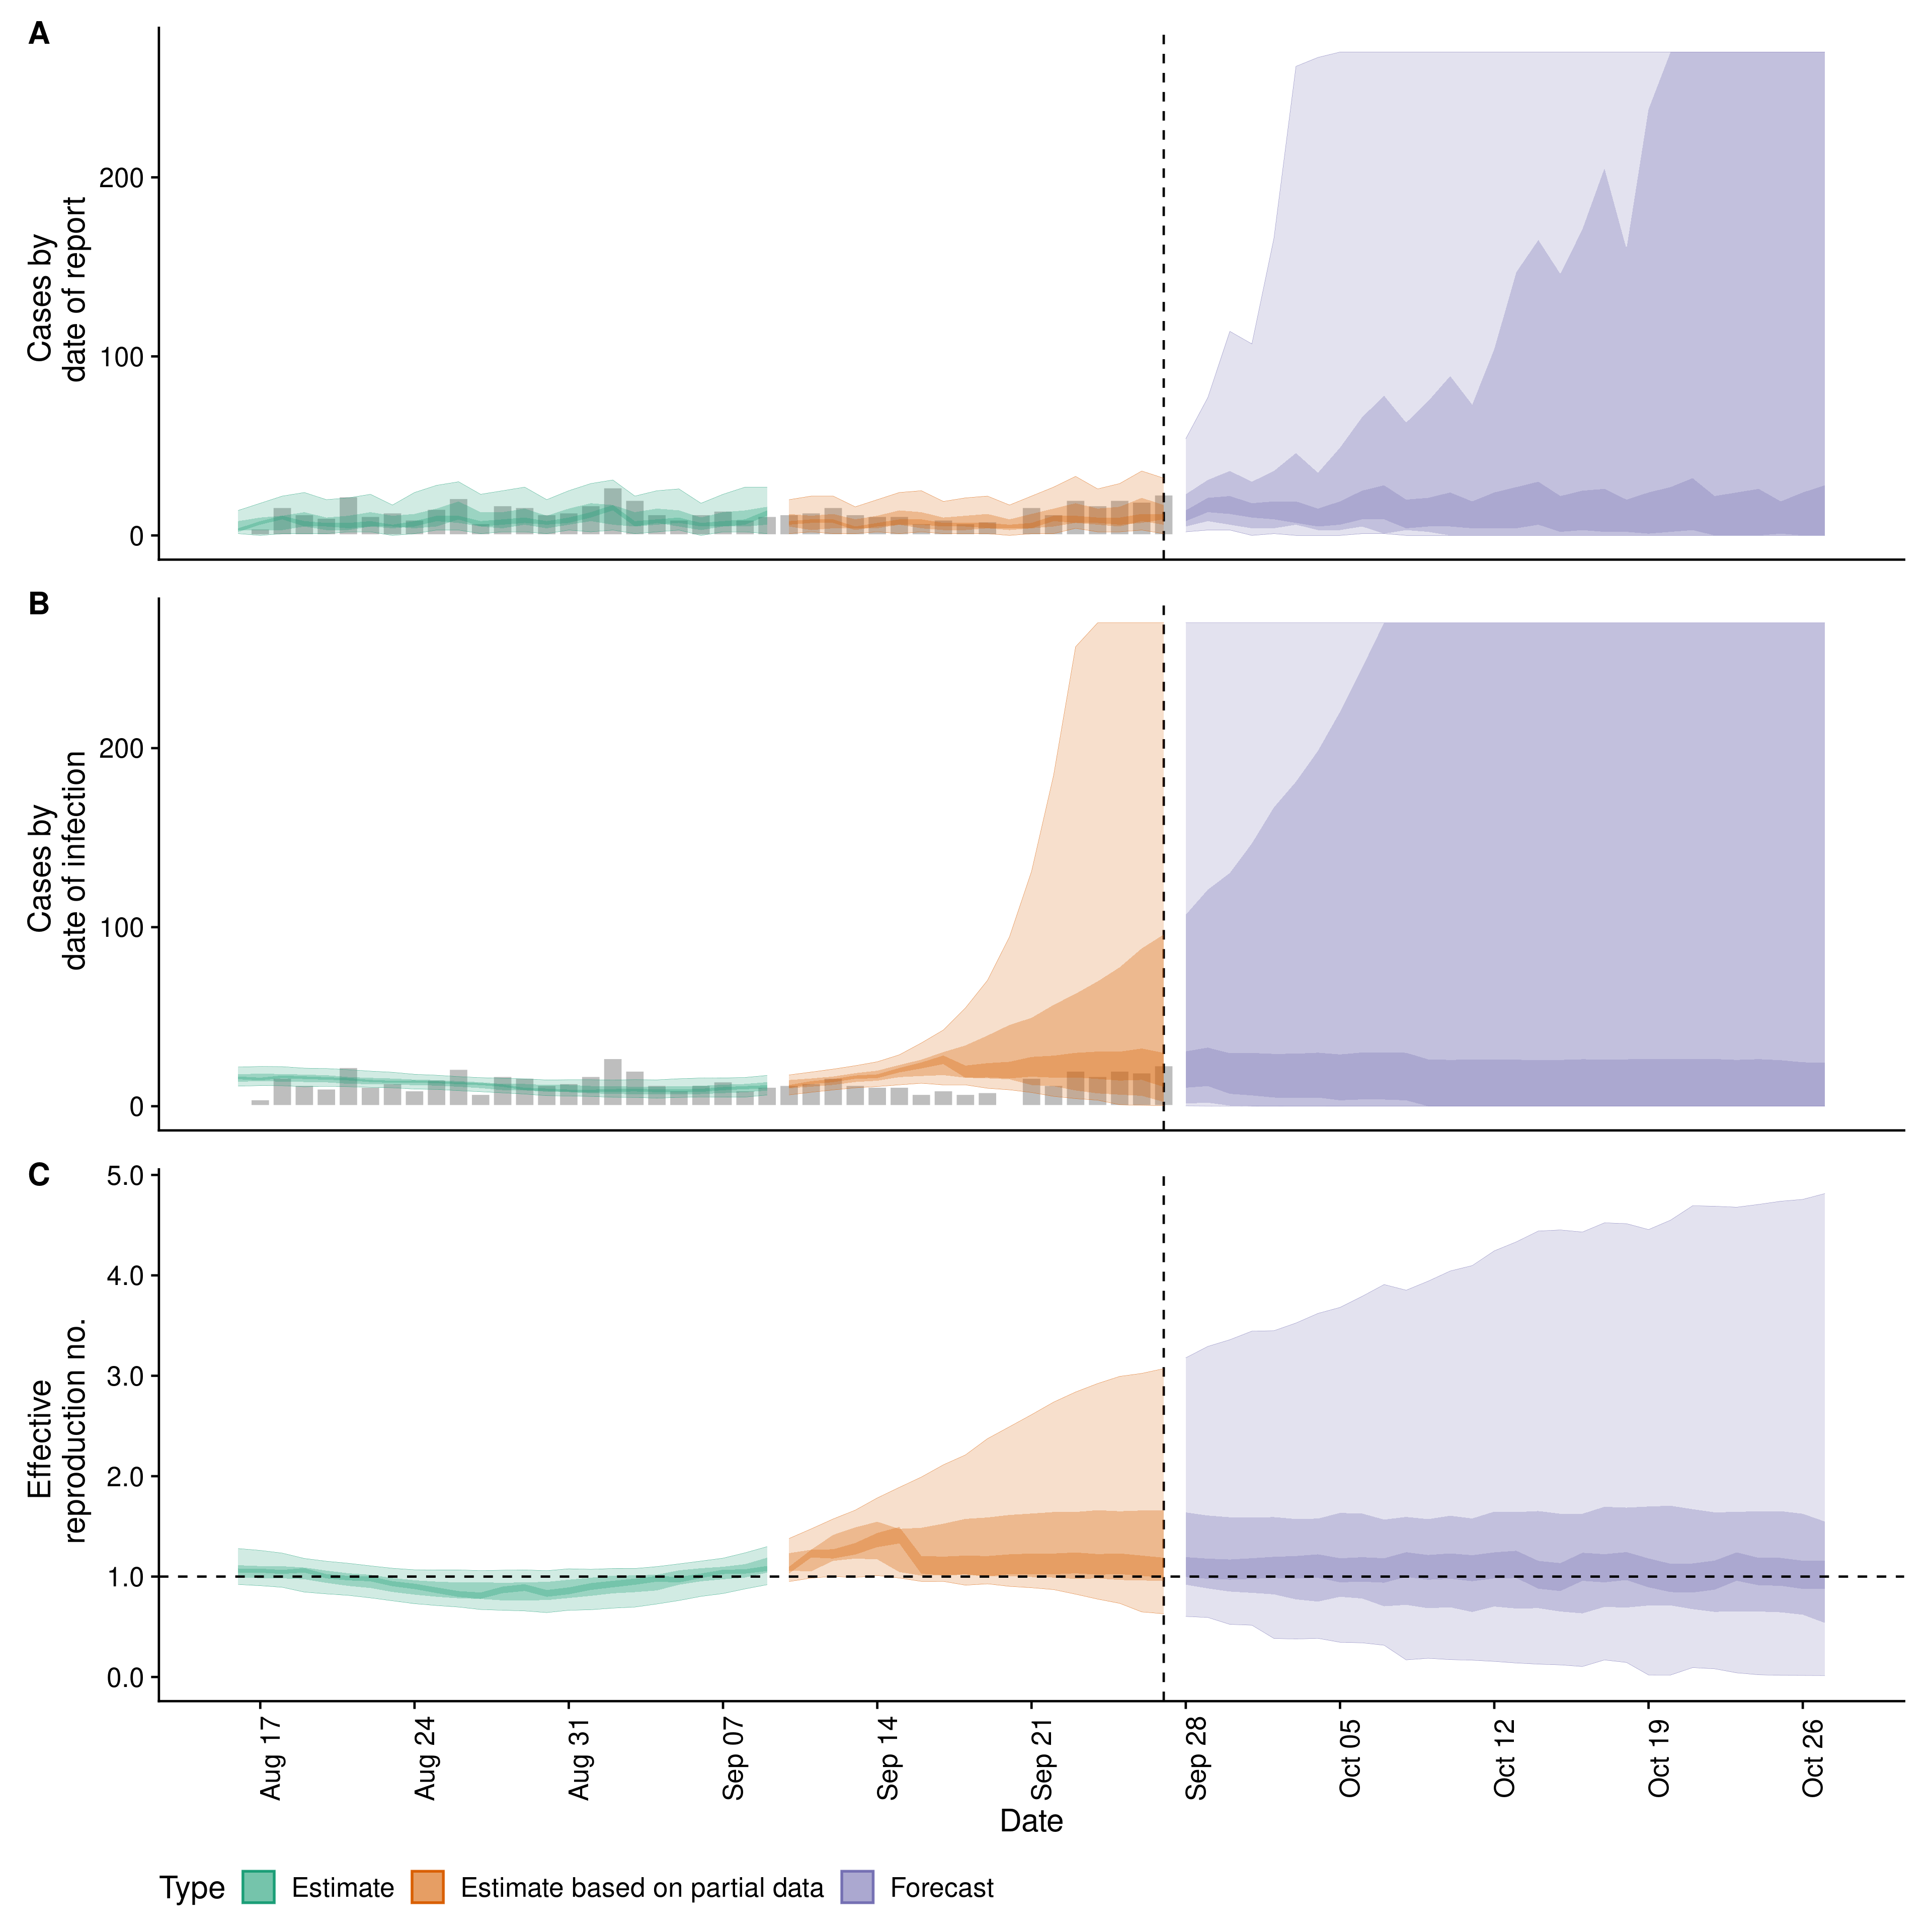 A
Cases by
date of report
200
100
0
B
Cases by
date of infection
200
100
0
C
Effective
reproduction no.
5.0
4.0
3.0
2.0
1.0
0.0
Aug 17
Aug 24
Aug 31
Sep 07
Sep 14
Sep 21
Sep 28
Oct 05
Oct 12
Oct 19
Oct 26
Date
Type Estimate Estimate based on partial data Forecast